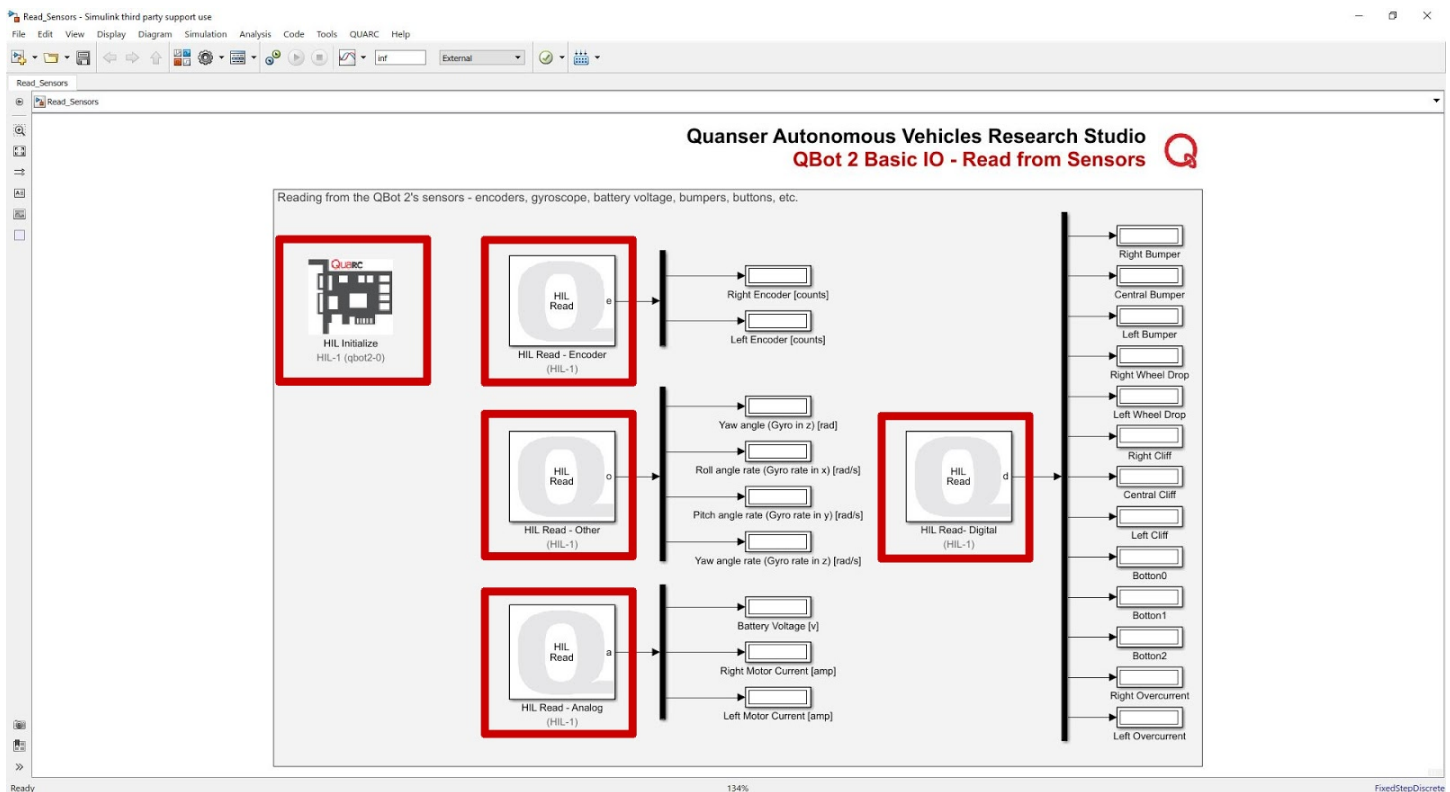 Read_Sensors - Simulink third party support use
File Edit View Display Diagram Simulation Analysis Code Tools QUARC Help
inf
External
Read_Sensors
Read_Sensors
Quanser Autonomous Vehicles Research Studio
QBot 2 Basic IO - Read from Sensors
Reading from the QBot 2's sensors - encoders, gyroscope, battery voltage, bumpers, buttons, etc.
QUARC
HIL Initialize
HIL-1 (qbot2-0)
HIL
Read
e
HIL Read - Encoder
(HIL-1)
Right Encoder [counts]
Left Encoder [counts]
HIL
Read
o
HIL Read - Other
(HIL-1)
Yaw angle (Gyro in z) [rad]
Roll angle rate (Gyro rate in x) [rad/s]
Pitch angle rate (Gyro rate in y) [rad/s]
Yaw angle rate (Gyro rate in z) [rad/s]
HIL
Read
a
HIL Read - Analog
(HIL-1)
Battery Voltage [v]
Right Motor Current [amp]
Left Motor Current [amp]
HIL
Read
d
HIL Read- Digital
(HIL-1)
Right Bumper
Central Bumper
Left Bumper
Right Wheel Drop
Left Wheel Drop
Right Cliff
Central Cliff
Left Cliff
Botton0
Botton1
Botton2
Right Overcurrent
Left Overcurrent
Ready
134%
FixedStepDiscrete